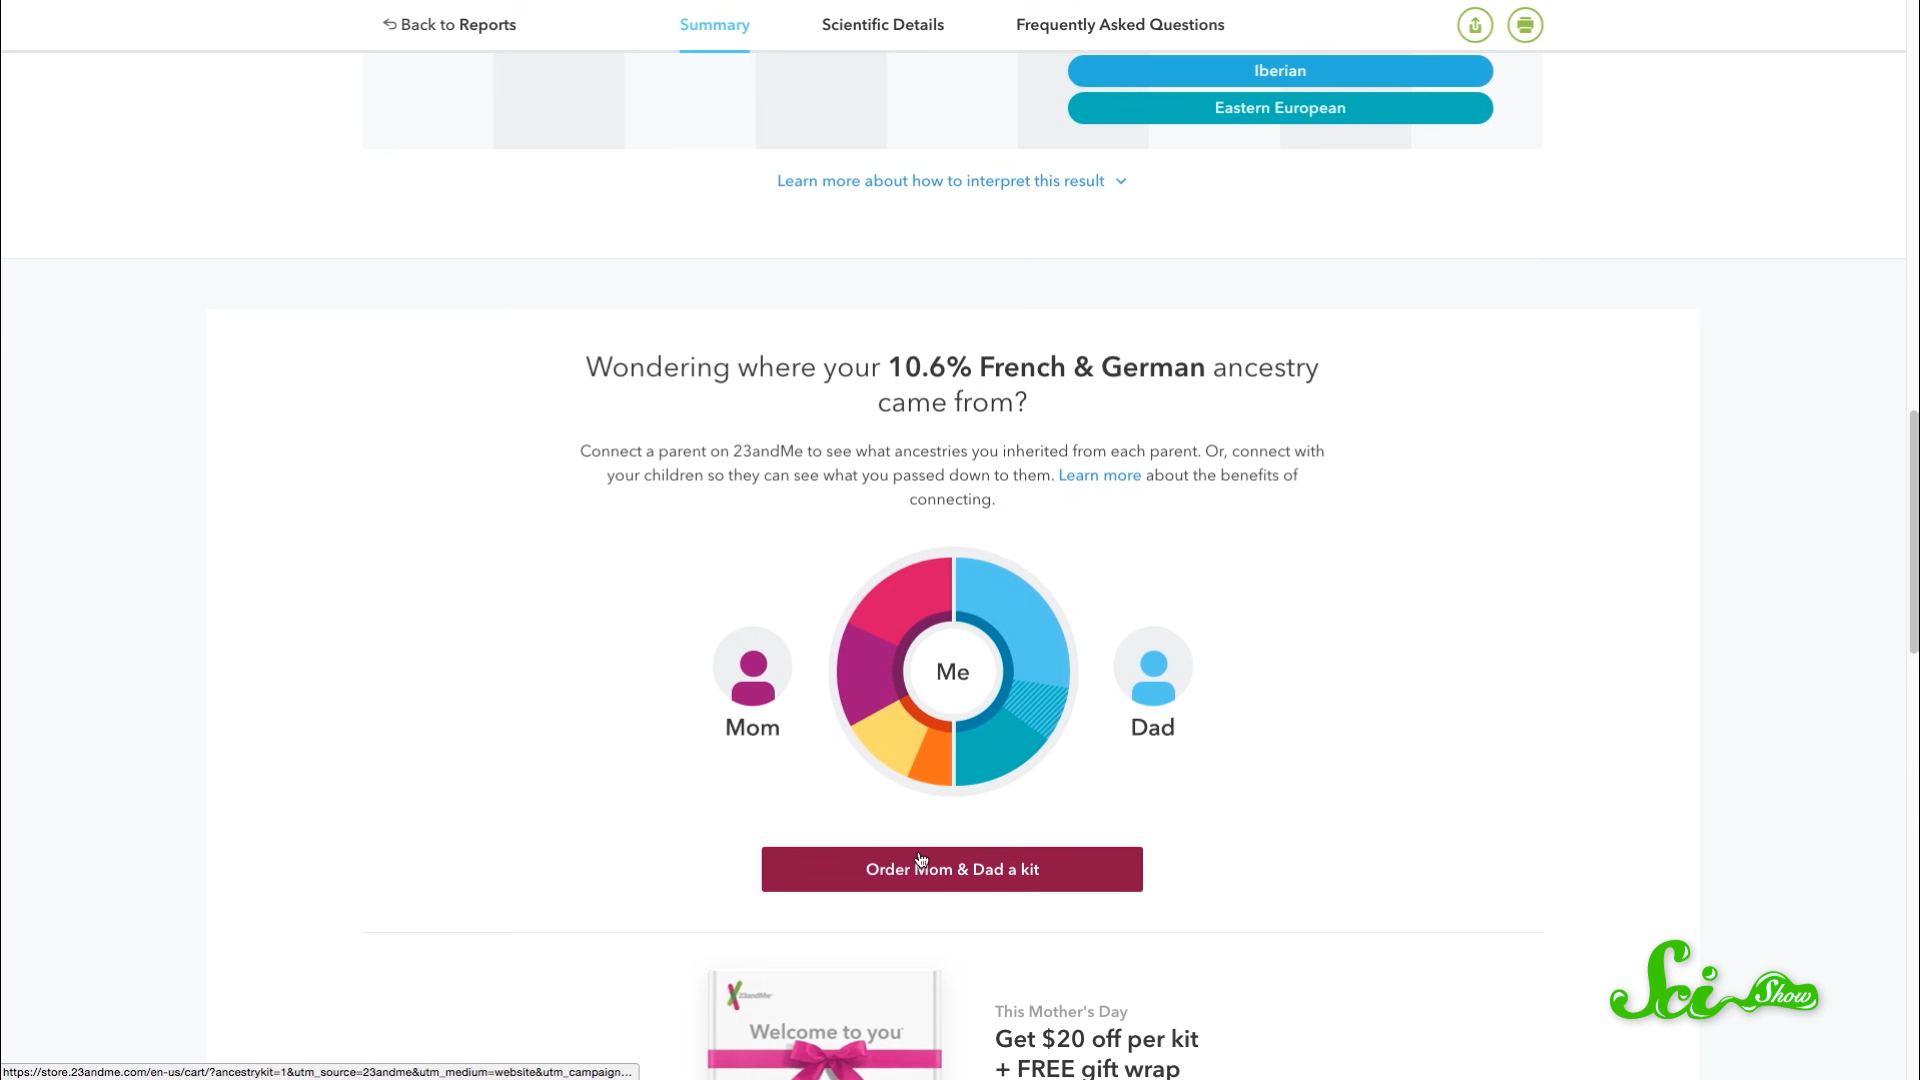 Back to Reports
Summary
Scientific Details
Frequently Asked Questions
Iberian
Eastern European
Learn more about how to interpret this result
Wondering where your 10.6% French & German ancestry
came from?
Connect a parent on 23andMe to see what ancestries you inherited from each parent. Or, connect with
your children so they can see what you passed down to them. Learn more about the benefits of
connecting.
Me
Mom
Dad
Order Mom & Dad a kit
23andMe
Welcome to you
This Mother's Day
Get $20 off per kit
+ FREE gift wrap
Sci Show
https://store.23andme.com/en-us/cart/?ancestrykit=1&utm_source=23andme&utm_medium=website&utm_campaign...